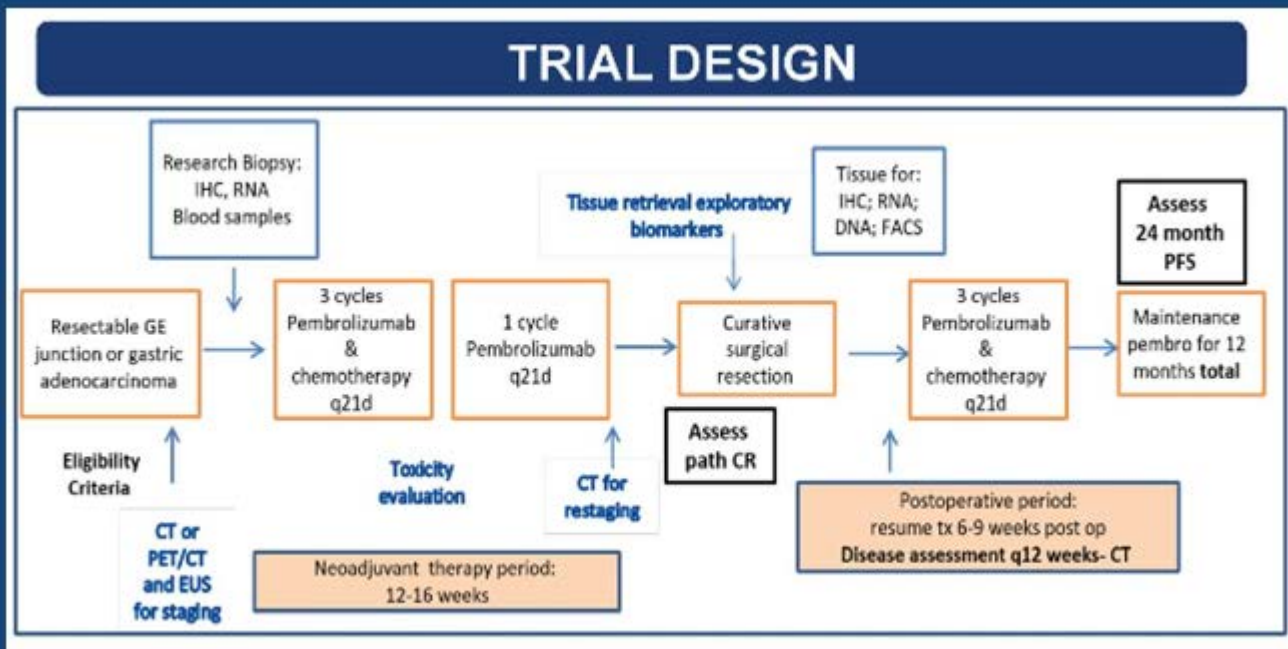 TRIAL DESIGN
Research Biopsy:
IHC, RNA
Blood samples
Tissue retrieval exploratory
biomarkers
Tissue for:
IHC; RNA;
DNA; FACS
Assess
24 month
PFS
Resectable GE
junction or gastric
adenocarcinoma
3 cycles
Pembrolizumab
&
chemotherapy
q21d
1 cycle
Pembrolizumab
q21d
Curative
surgical
resection
3 cycles
Pembrolizumab
&
chemotherapy
q21d
Maintenance
pembro for 12
months total
Eligibility
Criteria
CT or
PET/CT
and EUS
for staging
Toxicity
evaluation
CT for
restaging
Assess
path CR
Neoadjuvant therapy period:
12-16 weeks
Postoperative period:
resume tx 6-9 weeks post op
Disease assessment q12 weeks- CT